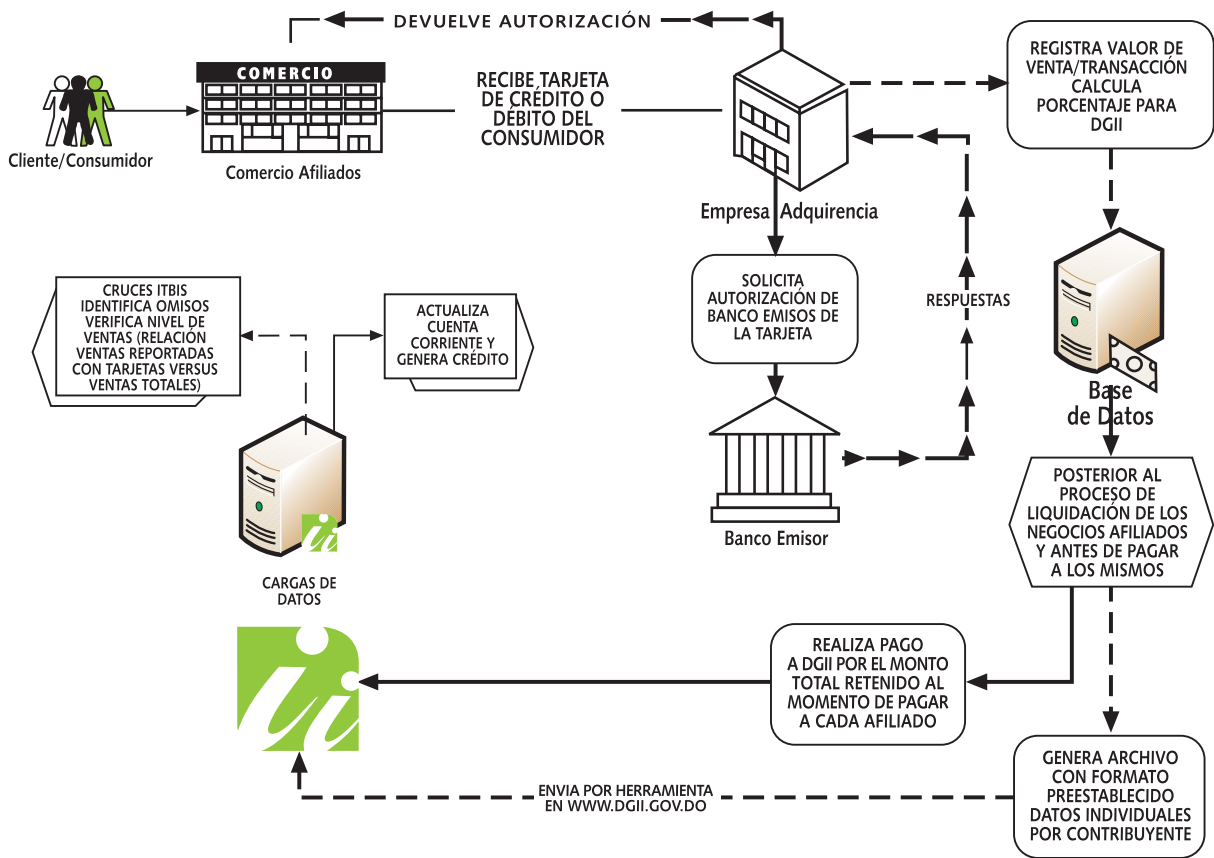 DEVUELVE AUTORIZACIÓN
COMERCIO
Cliente/Consumidor
Comercio Afiliados
RECIBE TARJETA
DE CRÉDITO O
DÉBITO DEL
CONSUMIDOR
Empresa Adquirencia
REGISTRA VALOR DE
VENTA/TRANSACCIÓN
CALCULA
PORCENTAJE PARA
DGII
SOLICITA
AUTORIZACIÓN DE
BANCO EMISOS DE
LA TARJETA
RESPUESTAS
Base
de Datos
CRUCES ITBIS
IDENTIFICA OMISOS
VERIFICA NIVEL DE
VENTAS (RELACIÓN
VENTAS REPORTADAS
CON TARJETAS VERSUS
VENTAS TOTALES)
ACTUALIZA
CUENTA
CORRIENTE Y
GENERA CRÉDITO
Banco Emisor
POSTERIOR AL
PROCESO DE
LIQUIDACIÓN DE LOS
NEGOCIOS AFILIADOS
Y ANTES DE PAGAR
A LOS MISMOS
CARGAS DE
DATOS
REALIZA PAGO
A DGII POR EL MONTO
TOTAL RETENIDO AL
MOMENTO DE PAGAR
A CADA AFILIADO
ENVIA POR HERRAMIENTA
EN WWW.DGII.GOV.DO
GENERA ARCHIVO
CON FORMATO
PREESTABLECIDO
DATOS INDIVIDUALES
POR CONTRIBUYENTE